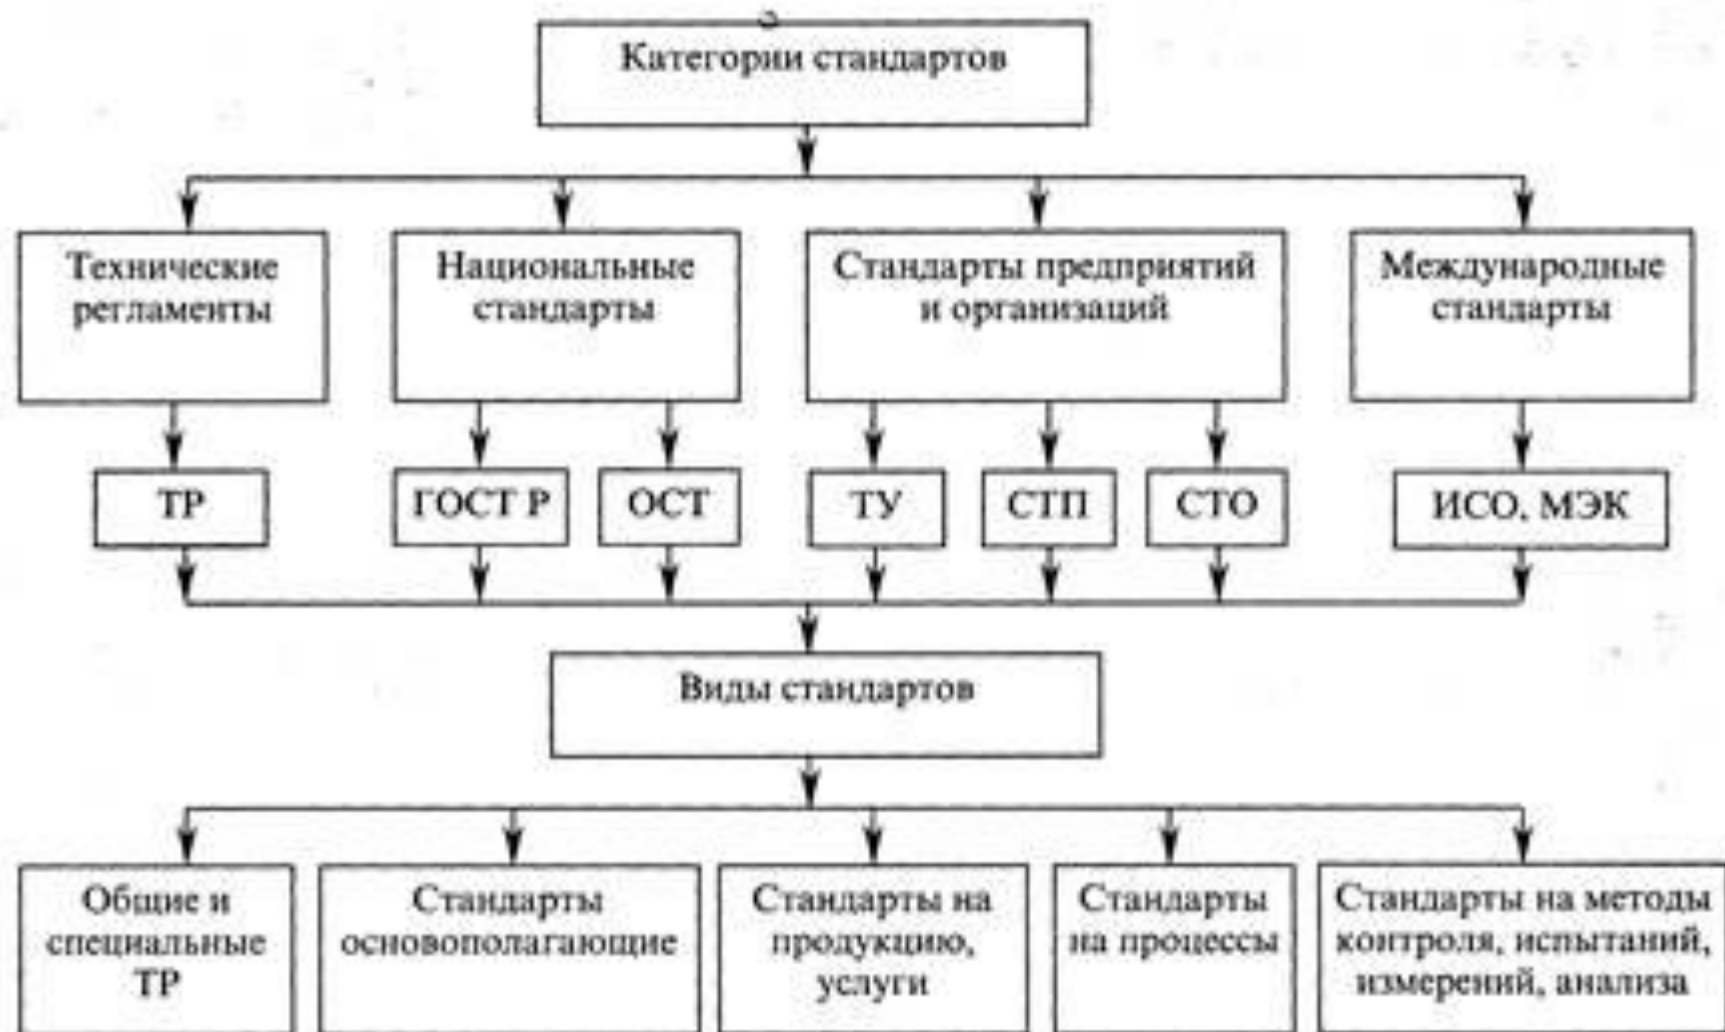 Категории стандартов
Технические
регламенты
Национальные
стандарты
Стандарты предприятий
и организаций
Международные
стандарты
ТР
ГОСТ Р
ОСТ
ТУ
СТП
СТО
ИСО, МЭК
Виды стандартов
Общие и
специальные
ТР
Стандарты
основополагающие
Стандарты на
продукцию,
услуги
Стандарты
на процессы
Стандарты на методы
контроля, испытаний,
измерений, анализа